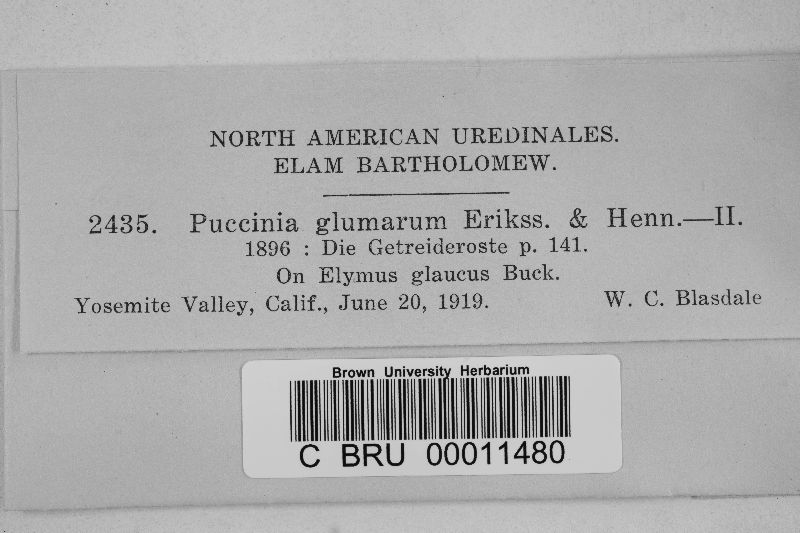 NORTH AMERICAN UREDINALES.
ELAM BARTHOLOMEW.
2435. Puccinia glumarum Erikss. & Henn.—II.
1896 : Die Getreideroste p. 141.
On Elymus glaucus Buck.
Yosemite Valley, Calif., June 20, 1919. W. C. Blasdale
Brown University Herbarium
C BRU 00011480